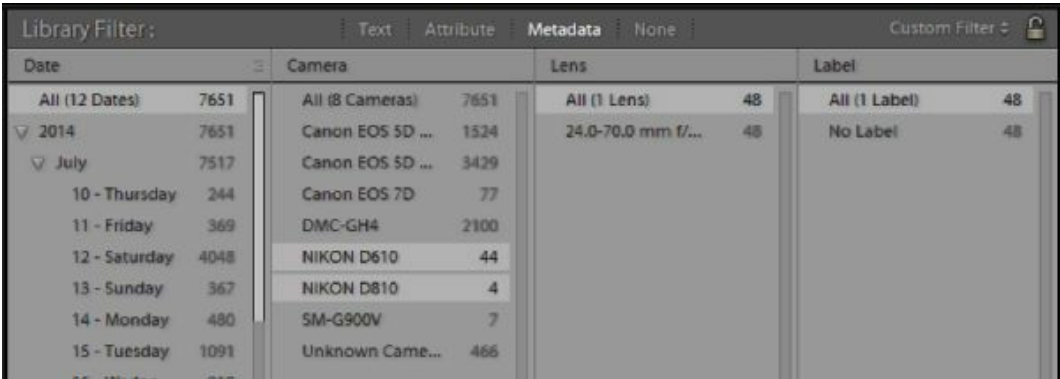 Library Filter: Text Attribute Metadata None Custom Filter
Date Camera Lens Label
All (12 Dates) 7651 All (8 Cameras) 7651 All (1 Lens) 48 All (1 Label) 48
2014 7651 Canon EOS 5D ... 1524 24.0-70.0 mm f/... 48 No Label 48
July 7517 Canon EOS 5D ... 3429
10 - Thursday 244 Canon EOS 7D 77
11 - Friday 369 DMC-GH4 2100
12 - Saturday 4048 NIKON D610 44
13 - Sunday 367 NIKON D810 4
14 - Monday 480 SM-G900V 7
15 - Tuesday 1091 Unknown Came... 466